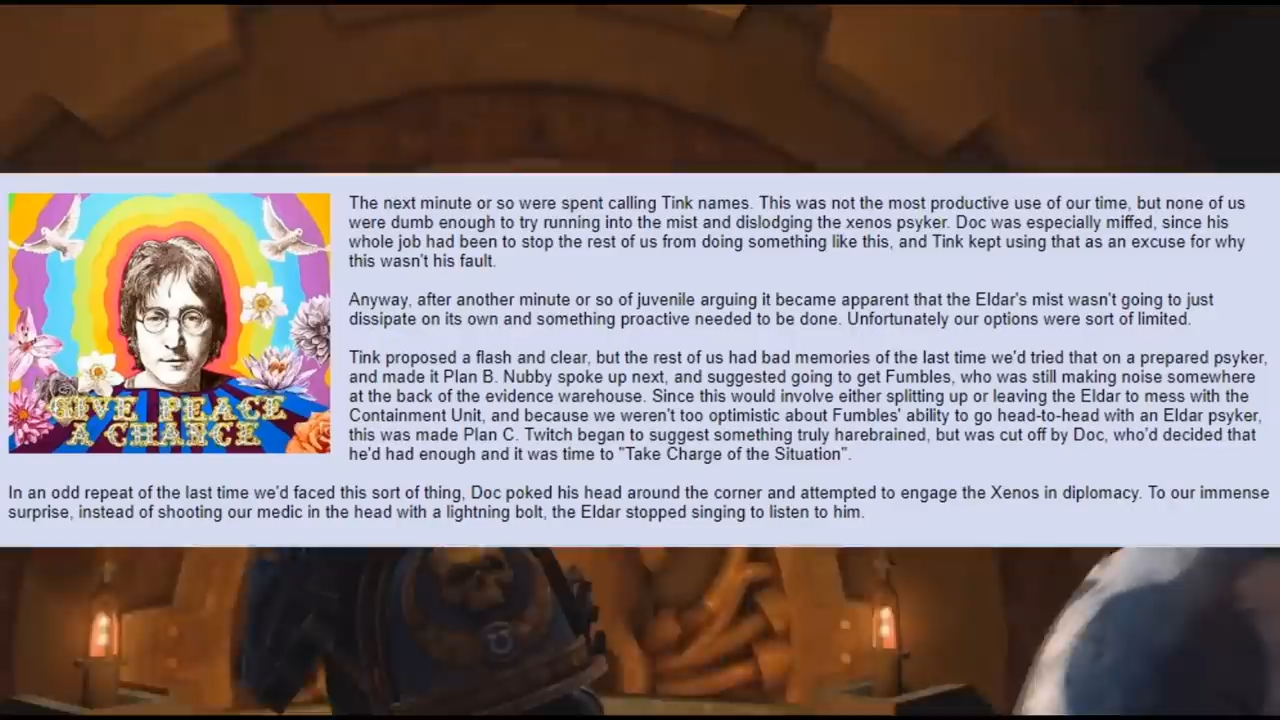 GIVE PEACE
A CHANCE
The next minute or so were spent calling Tink names. This was not the most productive use of our time, but none of us
were dumb enough to try running into the mist and dislodging the xenos psyker. Doc was especially miffed, since his
whole job had been to stop the rest of us from doing something like this, and Tink kept using that as an excuse for why
this wasn't his fault.
Anyway, after another minute or so of juvenile arguing it became apparent that the Eldar's mist wasn't going to just
dissipate on its own and something proactive needed to be done. Unfortunately our options were sort of limited.
Tink proposed a flash and clear, but the rest of us had bad memories of the last time we'd tried that on a prepared psyker,
and made it Plan B. Nubby spoke up next, and suggested going to get Fumbles, who was still making noise somewhere
at the back of the evidence warehouse. Since this would involve either splitting up or leaving the Eldar to mess with the
Containment Unit, and because we weren't too optimistic about Fumbles' ability to go head-to-head with an Eldar psyker,
this was made Plan C. Twitch began to suggest something truly harebrained, but was cut off by Doc, who'd decided that
he'd had enough and it was time to "Take Charge of the Situation".
In an odd repeat of the last time we'd faced this sort of thing, Doc poked his head around the corner and attempted to engage the Xenos in diplomacy. To our immense
surprise, instead of shooting our medic in the head with a lightning bolt, the Eldar stopped singing to listen to him.